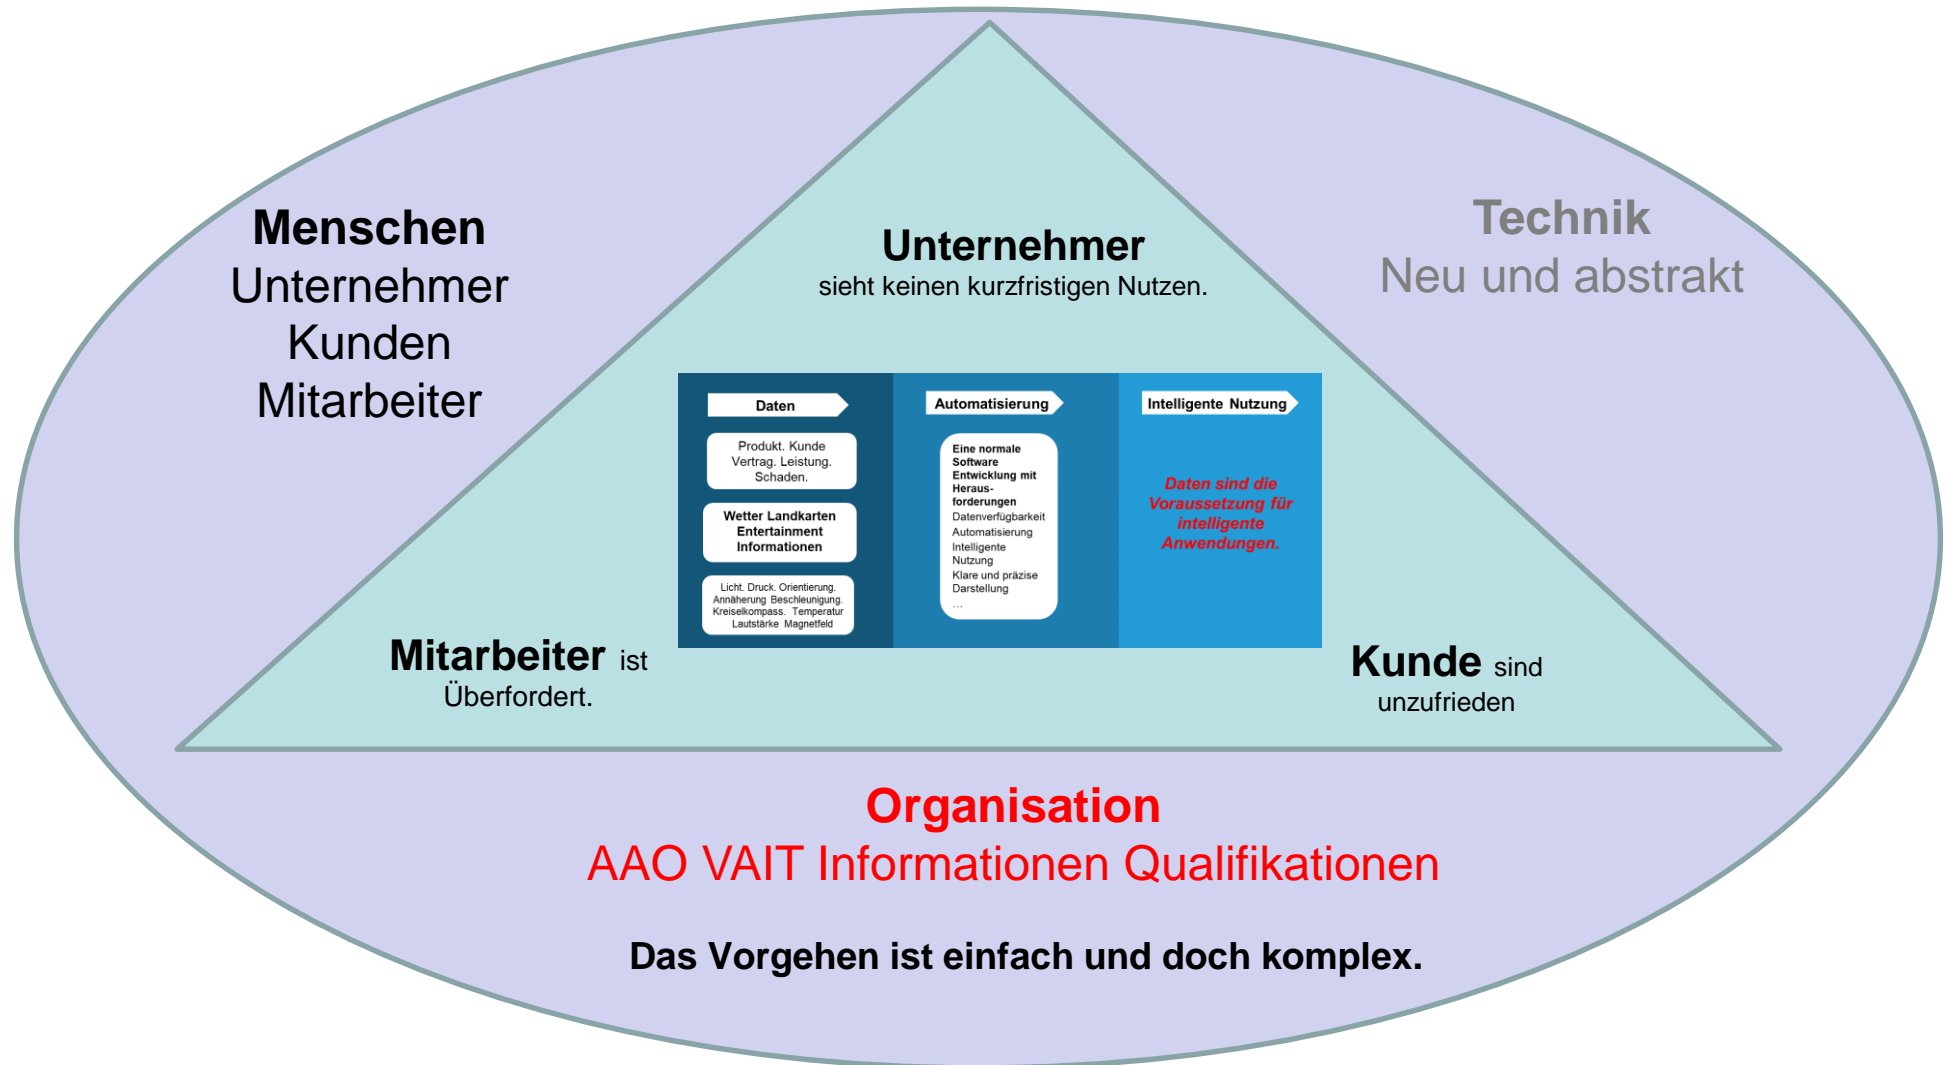 Menschen
Unternehmer
Kunden
Mitarbeiter
Unternehmer
sieht keinen kurzfristigen Nutzen.
Technik
Neu und abstrakt
Daten
Produkt. Kunde
Vertrag. Leistung.
Schaden.
Wetter Landkarten
Entertainment
Informationen
Licht. Druck. Orientierung.
Annäherung Beschleunigung.
Kreiselkompass. Temperatur
Lautstärke Magnetfeld
Automatisierung
Eine normale
Software
Entwicklung mit
Heraus-
forderungen
Datenverfügbarkeit
Automatisierung
Intelligente
Nutzung
Klare und präzise
Darstellung
...
Intelligente Nutzung
Daten sind die
Voraussetzung für
intelligente
Anwendungen.
Mitarbeiter ist
Überfordert.
Kunde sind
unzufrieden
Organisation
AAO VAIT Informationen Qualifikationen
Das Vorgehen ist einfach und doch komplex.